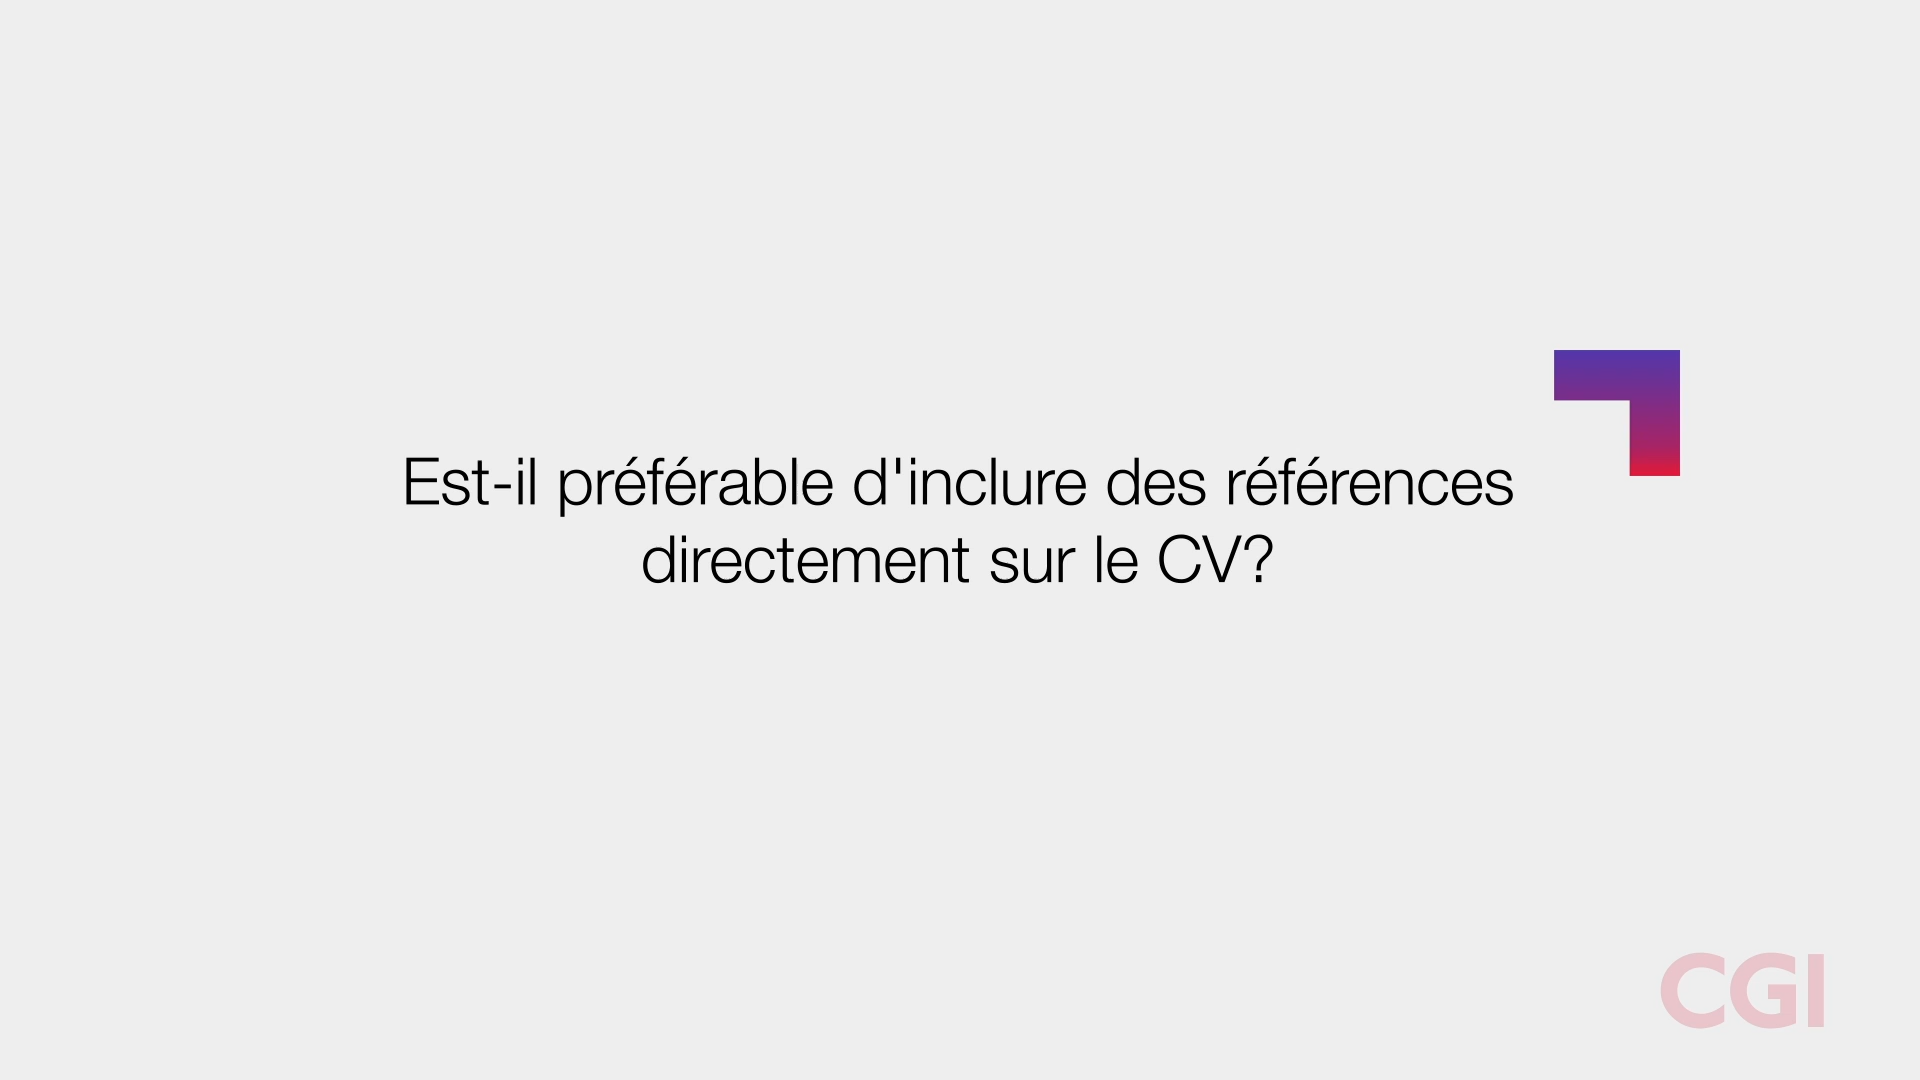 Est-il préférable d'inclure des références
directement sur le CV?
CGI